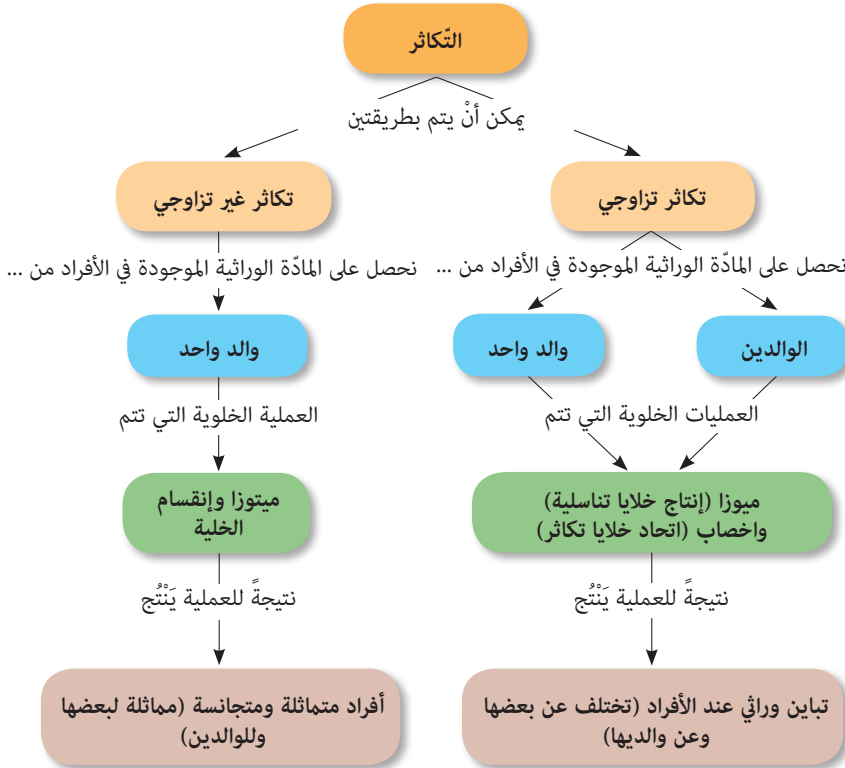 التّكاثر
يمكن أنْ يتم بطريقتين
تكاثر تزاوجي
تكاثر غير تزاوجي
نحصل على المادّة الوراثية الموجودة في الأفراد من ...
نحصل على المادّة الوراثية الموجودة في الأفراد من ...
الوالدين
والد واحد
والد واحد
العمليات الخلوية التي تتم
العملية الخلوية التي تتم
ميوزا (إنتاج خلايا تناسلية)
واخصاب (اتحاد خلايا تكاثر)
ميتوزا وإنقسام
الخلية
نتيجةً للعملية يَنْتُج
نتيجةً للعملية يَنْتُج
تباين وراثي عند الأفراد (تختلف عن بعضها
وعن والديها)
أفراد متماثلة ومتجانسة (مماثلة لبعضها
وللوالدين)